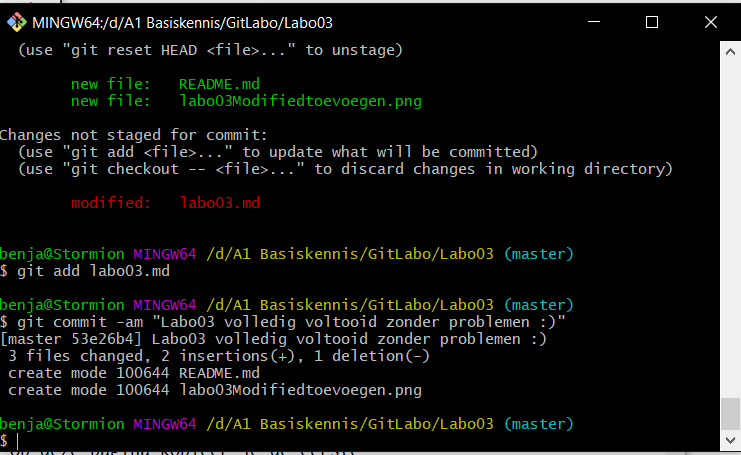 MINGW64:/d/A1 Basiskennis/GitLabo/Labo03
(use "git reset HEAD <file>..." to unstage)
new file:   README.md
new file:   labo03Modifiedtoevoegen.png
Changes not staged for commit:
(use "git add <file>..." to update what will be committed)
(use "git checkout -- <file>..." to discard changes in working directory)
modified:   labo03.md
benja@Stormion MINGW64 /d/A1 Basiskennis/GitLabo/Labo03 (master)
$ git add labo03.md
benja@Stormion MINGW64 /d/A1 Basiskennis/GitLabo/Labo03 (master)
$ git commit -am "Labo03 volledig voltooid zonder problemen :)"
[master 53e26b4] Labo03 volledig voltooid zonder problemen :)
3 files changed, 2 insertions(+), 1 deletion(-)
create mode 100644 README.md
create mode 100644 labo03Modifiedtoevoegen.png
benja@Stormion MINGW64 /d/A1 Basiskennis/GitLabo/Labo03 (master)
$